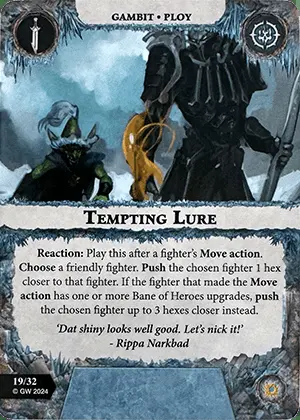 GAMBIT • PLOY
TEMPTING LURE
Reaction: Play this after a fighter's Move action.
Choose a friendly fighter. Push the chosen fighter 1 hex
closer to that fighter. If the fighter that made the Move
action has one or more Bane of Heroes upgrades, push
the chosen fighter up to 3 hexes closer instead.
'Dat shiny looks well good. Let's nick it!'
- Rippa Narkbad
19/32
© GW 2024